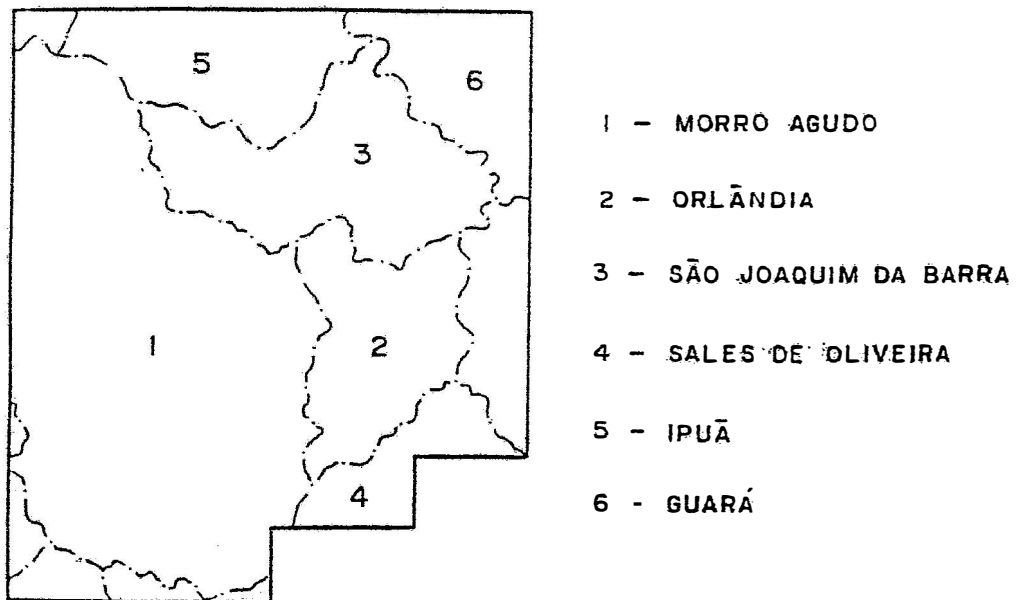 5
6
3
1
2
4
1 - MORRO AGUDO
2 - ORLÃNDIA
3 - SÃO JOAQUIM DA BARRA
4 - SALES DE OLIVEIRA
5 - IPUÃ
6 - GUARÁ